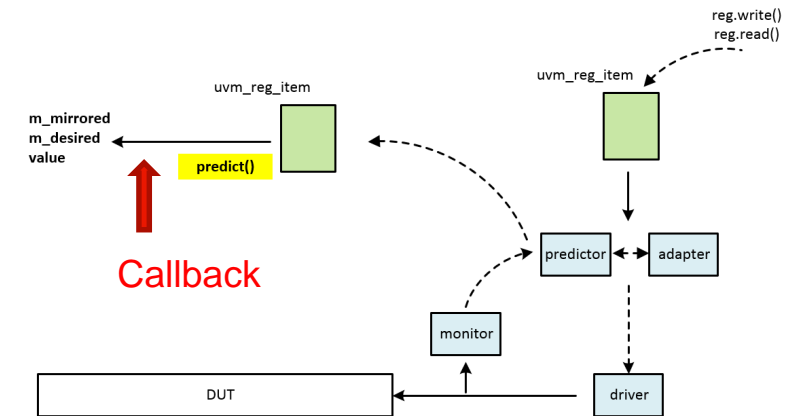 reg.write()
reg.read()
uvm_reg_item
uvm_reg_item
m_mirrored
m_desired
value
predict()
Callback
predictor
adapter
monitor
DUT
driver